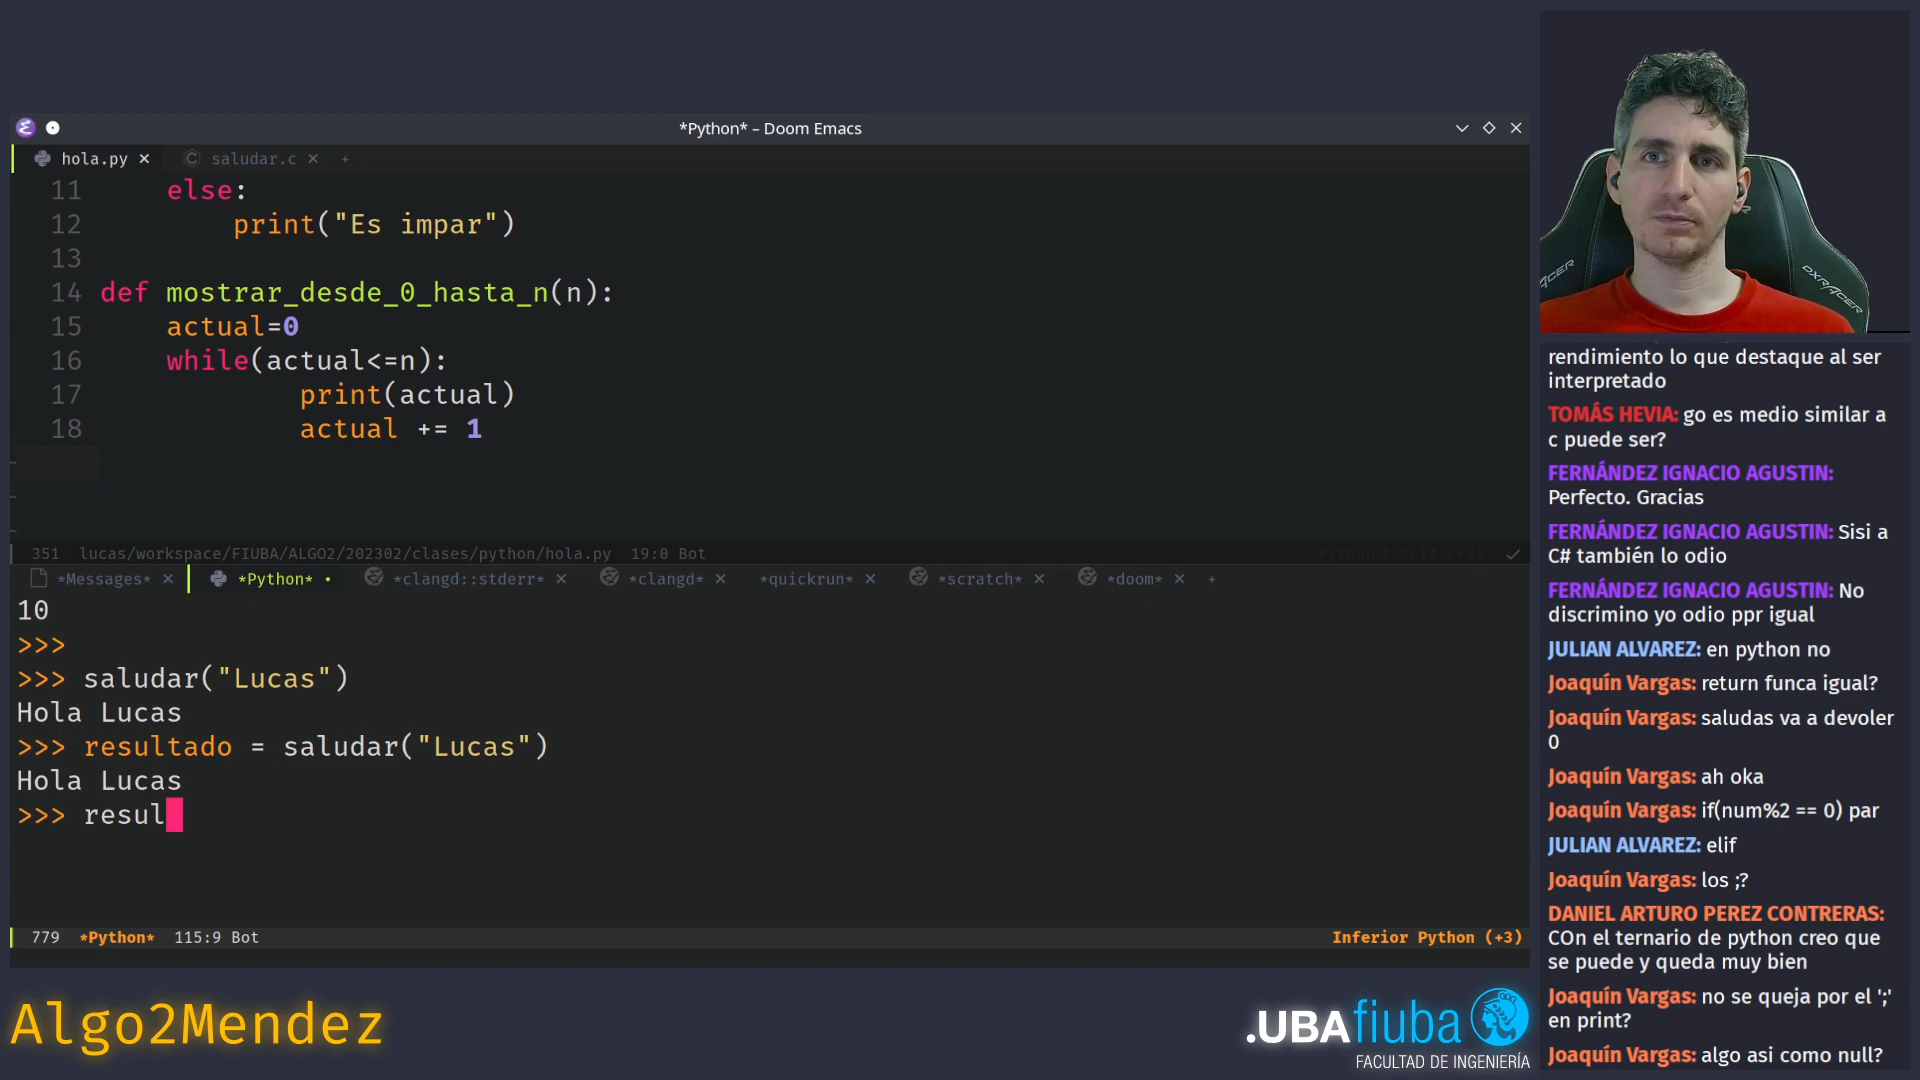 *Python* – Doom Emacs
hola.py × saludar.c × +
11 else:
12 print("Es impar")
13
14 def mostrar_desde_0_hasta_n(n):
15 actual=0
16 while(actual<=n):
17 print(actual)
18 actual += 1
~
~
~
351 lucas/workspace/FIUBA/ALGO2/202302/clases/python/hola.py 19:0 Bot
*Messages* × *Python* • *clangd::stderr* × *clangd* × *quickrun* × *scratch* × *doom* × +
10
>>>
>>> saludar("Lucas")
Hola Lucas
>>> resultado = saludar("Lucas")
Hola Lucas
>>> resul
779 *Python* 115:9 Bot Inferior Python (+3)
Algo2Mendez
.UBAfiuba
FACULTAD DE INGENIERÍA
DXRACER
rendimiento lo que destaque al ser
interpretado
TOMÁS HEVIA: go es medio similar a
c puede ser?
FERNÁNDEZ IGNACIO AGUSTIN:
Perfecto. Gracias
FERNÁNDEZ IGNACIO AGUSTIN: Sisi a
C# también lo odio
FERNÁNDEZ IGNACIO AGUSTIN: No
discrimino yo odio ppr igual
JULIAN ALVAREZ: en python no
Joaquín Vargas: return funca igual?
Joaquín Vargas: saludas va a devoler
0
Joaquín Vargas: ah oka
Joaquín Vargas: if(num%2 == 0) par
JULIAN ALVAREZ: elif
Joaquín Vargas: los ;?
DANIEL ARTURO PEREZ CONTRERAS:
COn el ternario de python creo que
se puede y queda muy bien
Joaquín Vargas: no se queja por el ';'
en print?
Joaquín Vargas: algo asi como null?